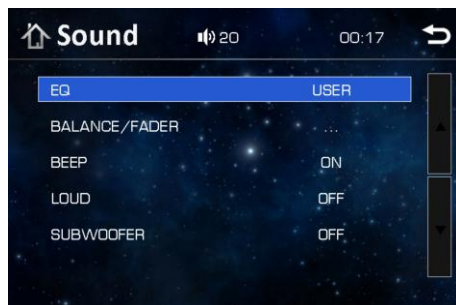 Sound 20 00:17
EQ USER
BALANCE/FADER ...
BEEP ON
LOUD OFF
SUBWOOFER OFF